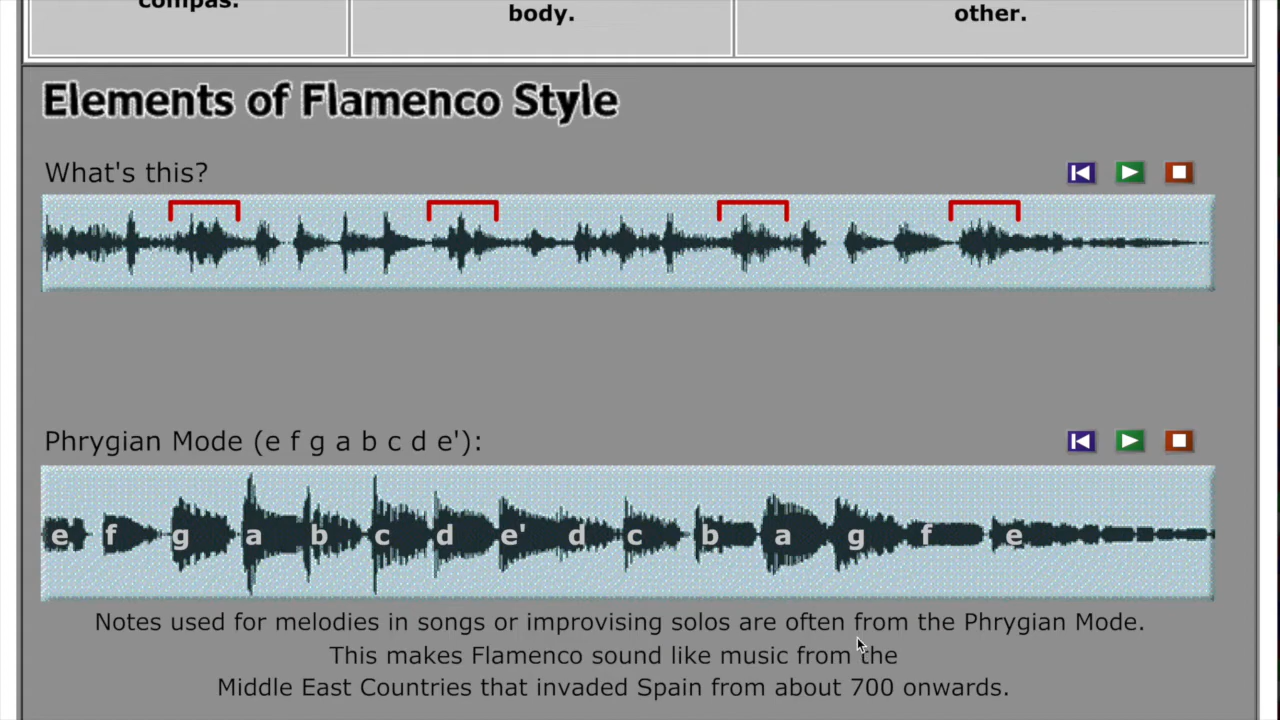 compas.
body.
other.
Elements of Flamenco Style
What's this?
Phrygian Mode (e f g a b c d e'):
e f g a b c d e' d c b a g f e
Notes used for melodies in songs or improvising solos are often from the Phrygian Mode.
This makes Flamenco sound like music from the
Middle East Countries that invaded Spain from about 700 onwards.